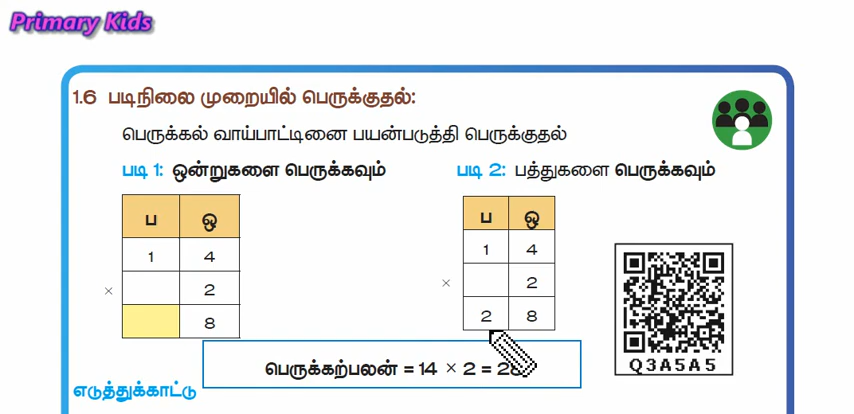 Primary Kids
1.6 படிநிலை முறையில் பெருக்குதல்:
பெருக்கல் வாய்பாட்டினை பயன்படுத்தி பெருக்குதல்
படி 1: ஒன்றுகளை பெருக்கவும்
படி 2: பத்துகளை பெருக்கவும்
ப ஒ
1 4
× 2
8
ப ஒ
1 4
× 2
2 8
Q3A5A5
பெருக்கற்பலன் = 14 × 2 = 28
எடுத்துக்காட்டு